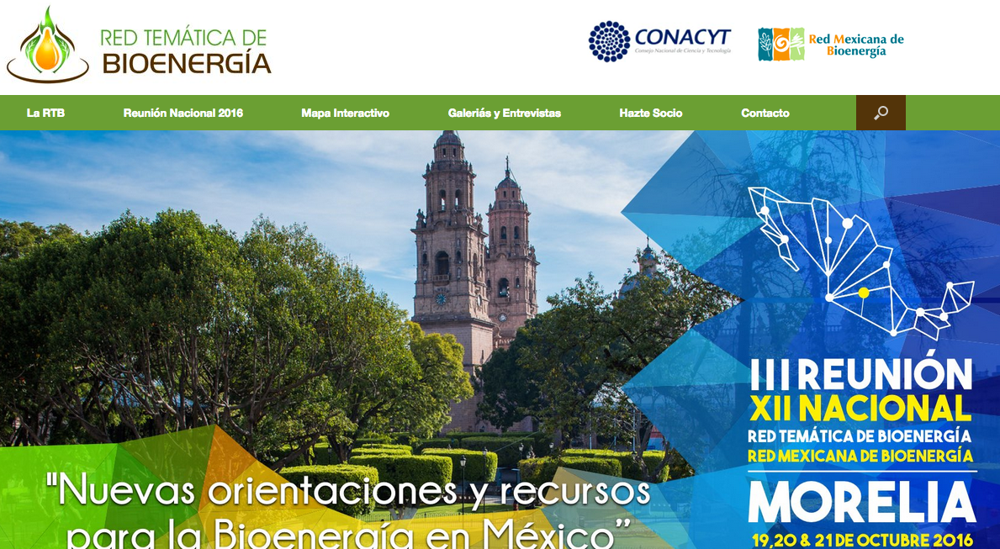 RED TEMÁTICA DE
BIOENERGÍA
CONACYT
Consejo Nacional de Ciencia y Tecnología
Red Mexicana de
Bioenergía
La RTB
Reunión Nacional 2016
Mapa Interactivo
Galeriás y Entrevistas
Hazte Socio
Contacto
III REUNIÓN
XII NACIONAL
RED TEMÁTICA DE BIOENERGÍA
RED MEXICANA DE BIOENERGÍA
MORELIA
19,20 & 21 DE OCTUBRE 2016
"Nuevas orientaciones y recursos
para la Bioenergía en México”